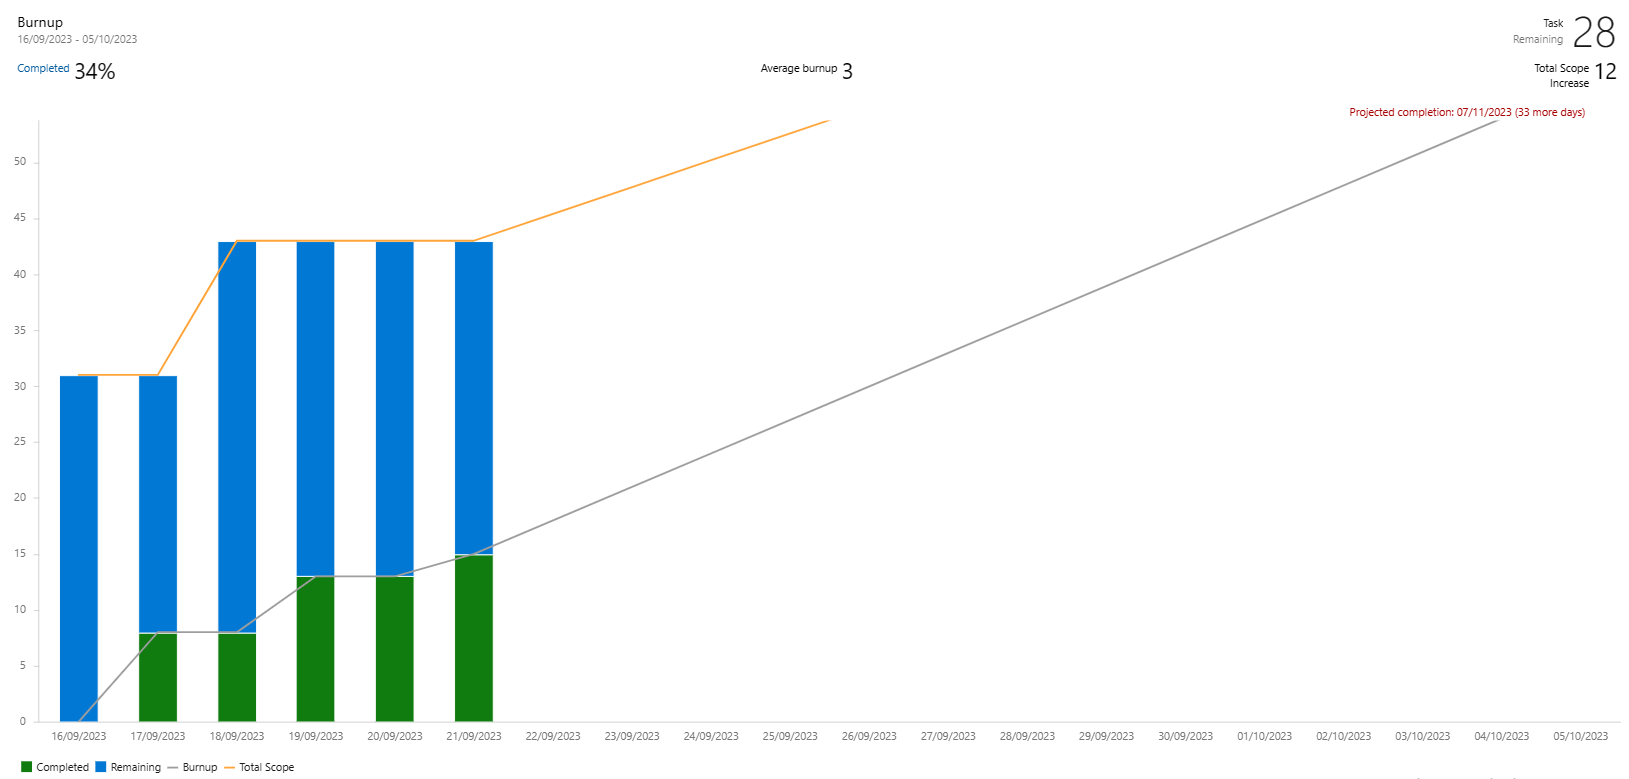 Burnup
16/09/2023 - 05/10/2023
Task
Remaining 28
Completed 34%
Average burnup 3
Total Scope
Increase 12
Projected completion: 07/11/2023 (33 more days)
50
45
40
35
30
25
20
15
10
5
0
16/09/2023 17/09/2023 18/09/2023 19/09/2023 20/09/2023 21/09/2023 22/09/2023 23/09/2023 24/09/2023 25/09/2023 26/09/2023 27/09/2023 28/09/2023 29/09/2023 30/09/2023 01/10/2023 02/10/2023 03/10/2023 04/10/2023 05/10/2023
Completed Remaining Burnup Total Scope